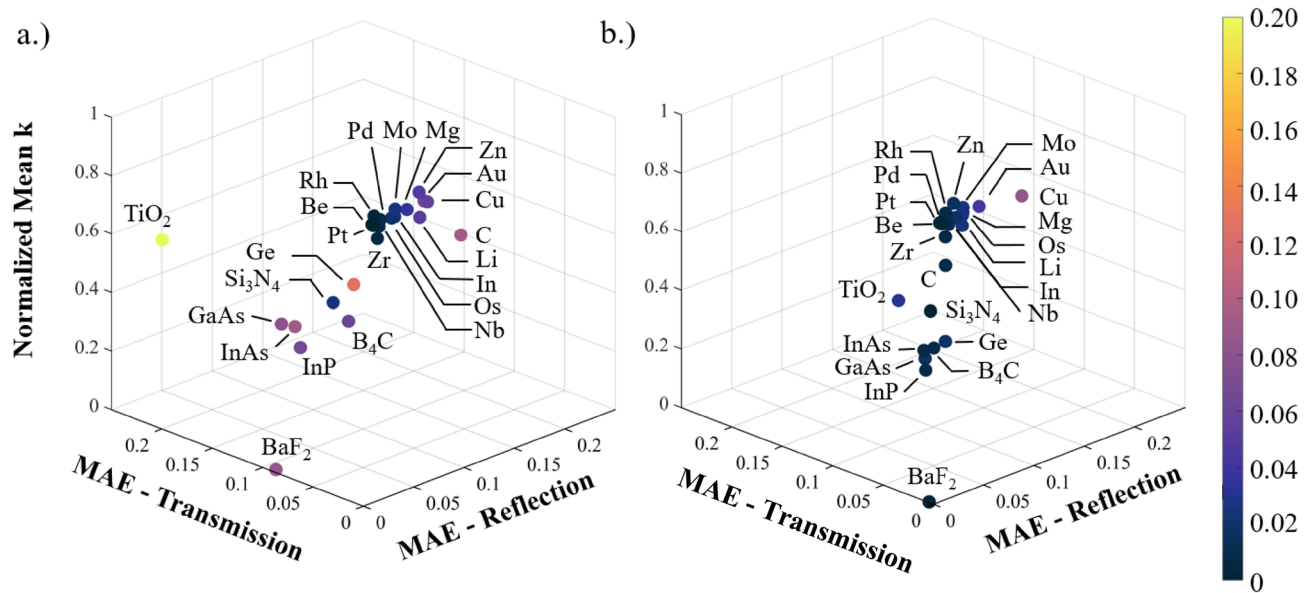 a.)
Normalized Mean k
1
0.8
0.6
0.4
0.2
0
TiO2
Pd Mo Mg
Zn
Au
Cu
C
Rh
Be
Pt
Zr
Li
In
Os
Nb
Ge
Si3N4
GaAs
InAs
InP
B4C
BaF2
0.2
0.15
0.1
0.05
0
MAE - Transmission
0
0.05
0.1
0.15
0.2
MAE - Reflection
b.)
1
0.8
0.6
0.4
0.2
0
Rh
Pd
Pt
Be
Zr
C
Zn
Mo
Au
Cu
Mg
Os
Li
In
Nb
TiO2
Si3N4
InAs
GaAs
InP
Ge
B4C
BaF2
0.2
0.15
0.1
0.05
0
MAE - Transmission
0
0.05
0.1
0.15
0.2
MAE - Reflection
0.20
0.18
0.16
0.14
0.12
0.10
0.08
0.06
0.04
0.02
0